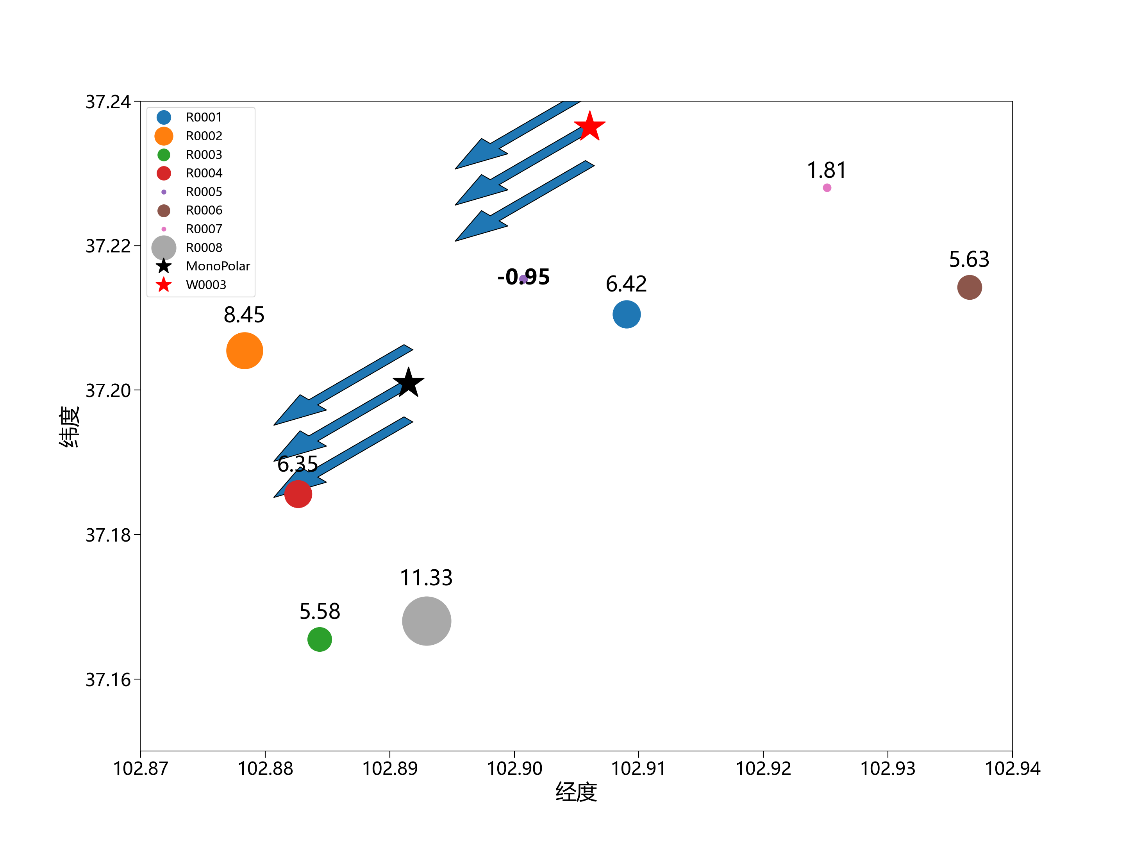 37.24
37.22
37.20
37.18
37.16
纬度
R0001
R0002
R0003
R0004
R0005
R0006
R0007
R0008
MonoPolar
W0003
1.81
5.63
-0.95
6.42
8.45
6.35
11.33
5.58
102.87
102.88
102.89
102.90
102.91
102.92
102.93
102.94
经度